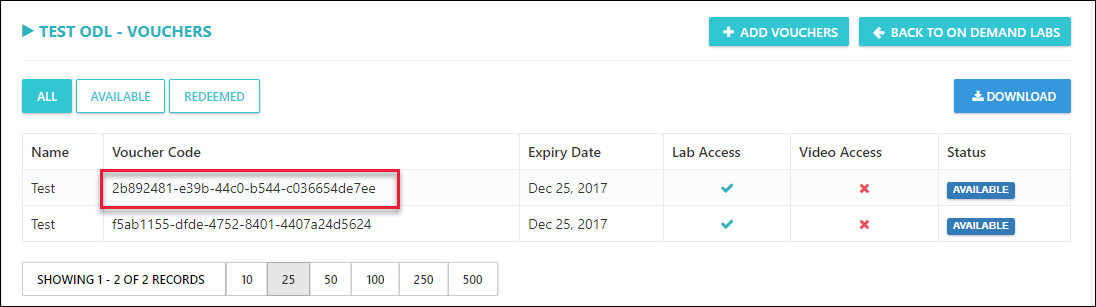 TEST ODL - VOUCHERS
ADD VOUCHERS
BACK TO ON DEMAND LABS
ALL AVAILABLE REDEEMED
DOWNLOAD
Name Voucher Code Expiry Date Lab Access Video Access Status
Test 2b892481-e39b-44c0-b544-c036654de7ee Dec 25, 2017 AVAILABLE
Test f5ab1155-dfde-4752-8401-4407a24d5624 Dec 25, 2017 AVAILABLE
SHOWING 1 - 2 OF 2 RECORDS 10 25 50 100 250 500